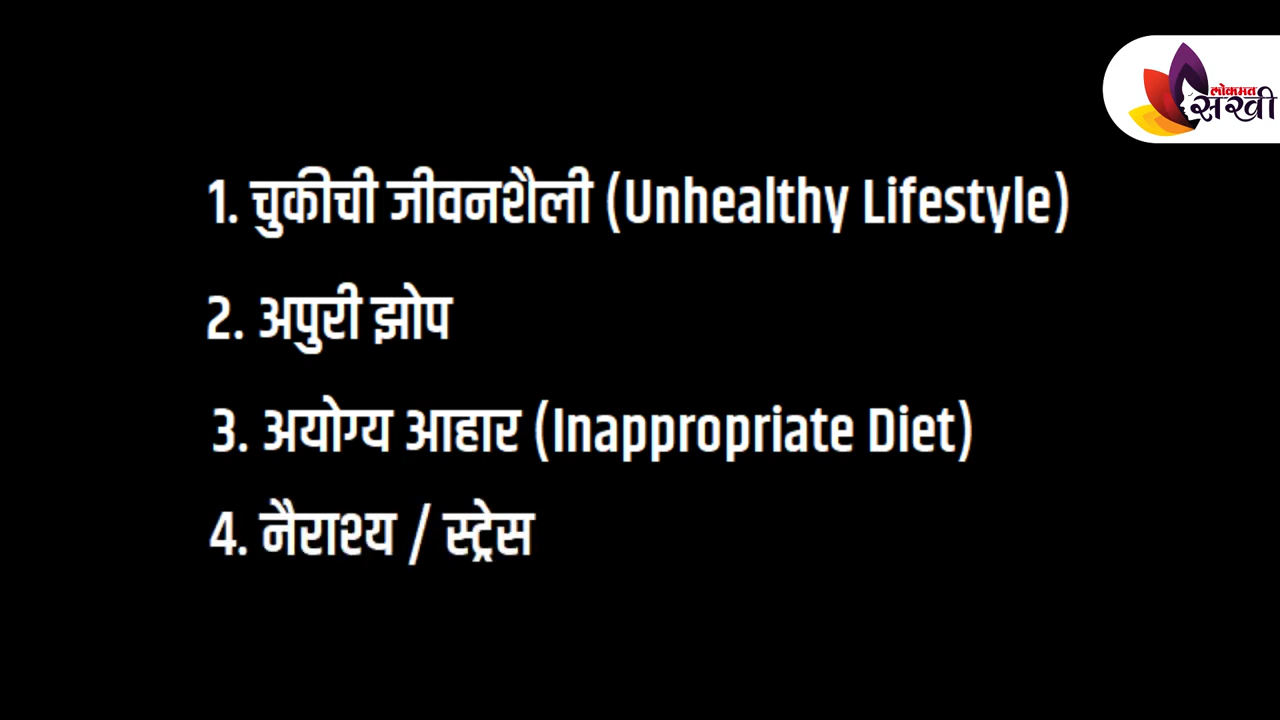 लोकमत
सखी
1. चुकीची जीवनशैली (Unhealthy Lifestyle)
2. अपुरी झोप
3. अयोग्य आहार (Inappropriate Diet)
4. नैराश्य / स्ट्रेस